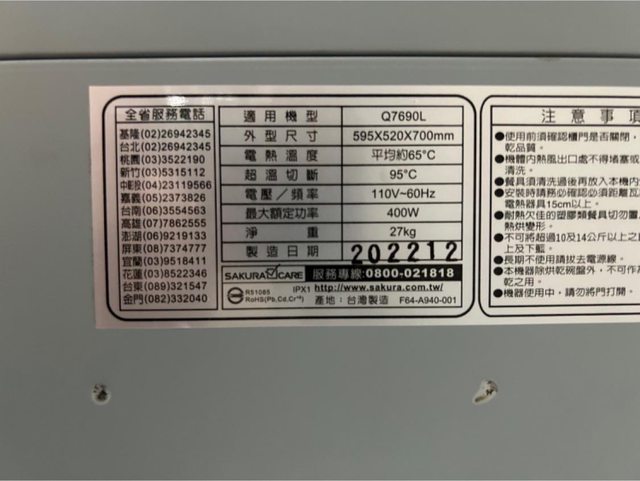 全省服務電話
基隆(02)26942345
台北(02)26942345
桃園(03)3522190
新竹(03)5315112
中彰投(04)23119566
嘉義(05)2373826
台南(06)3554563
高雄(07)7862555
澎湖(06)9219133
屏東(08)7374777
宜蘭(03)9518411
花蓮(03)8522346
台東(089)321547
金門(082)332040
適用機型 Q7690L
外型尺寸 595X520X700mm
電熱溫度 平均約65°C
超溫切斷 95°C
電壓/頻率 110V~60Hz
最大額定功率 400W
淨重 27kg
製造日期 202212
SAKURA CARE 服務專線:0800-021818
R51085 IPX1 http://www.sakura.com.tw/
RoHS(Pb,Cd,Cr⁺⁶) 產地:台灣製造 F64-A940-001
注意事項
●使用前須確認櫃門是否關閉,
乾品質。
●機體內熱風出口處不得堵塞或
清洗。
●餐具須清洗過後再放入本機內
●安裝時請務必確認必須距離瓦
電熱器具15cm以上。
●耐熱欠佳的塑膠類餐具切勿置
熱烘變形。
●不可將超過10及14公斤以上之
上及下籃。
●長期不使用請拔去電源線。
●本機器除烘乾碗盤外,不可作
乾之用。
●機器使用中,請勿將門打開。